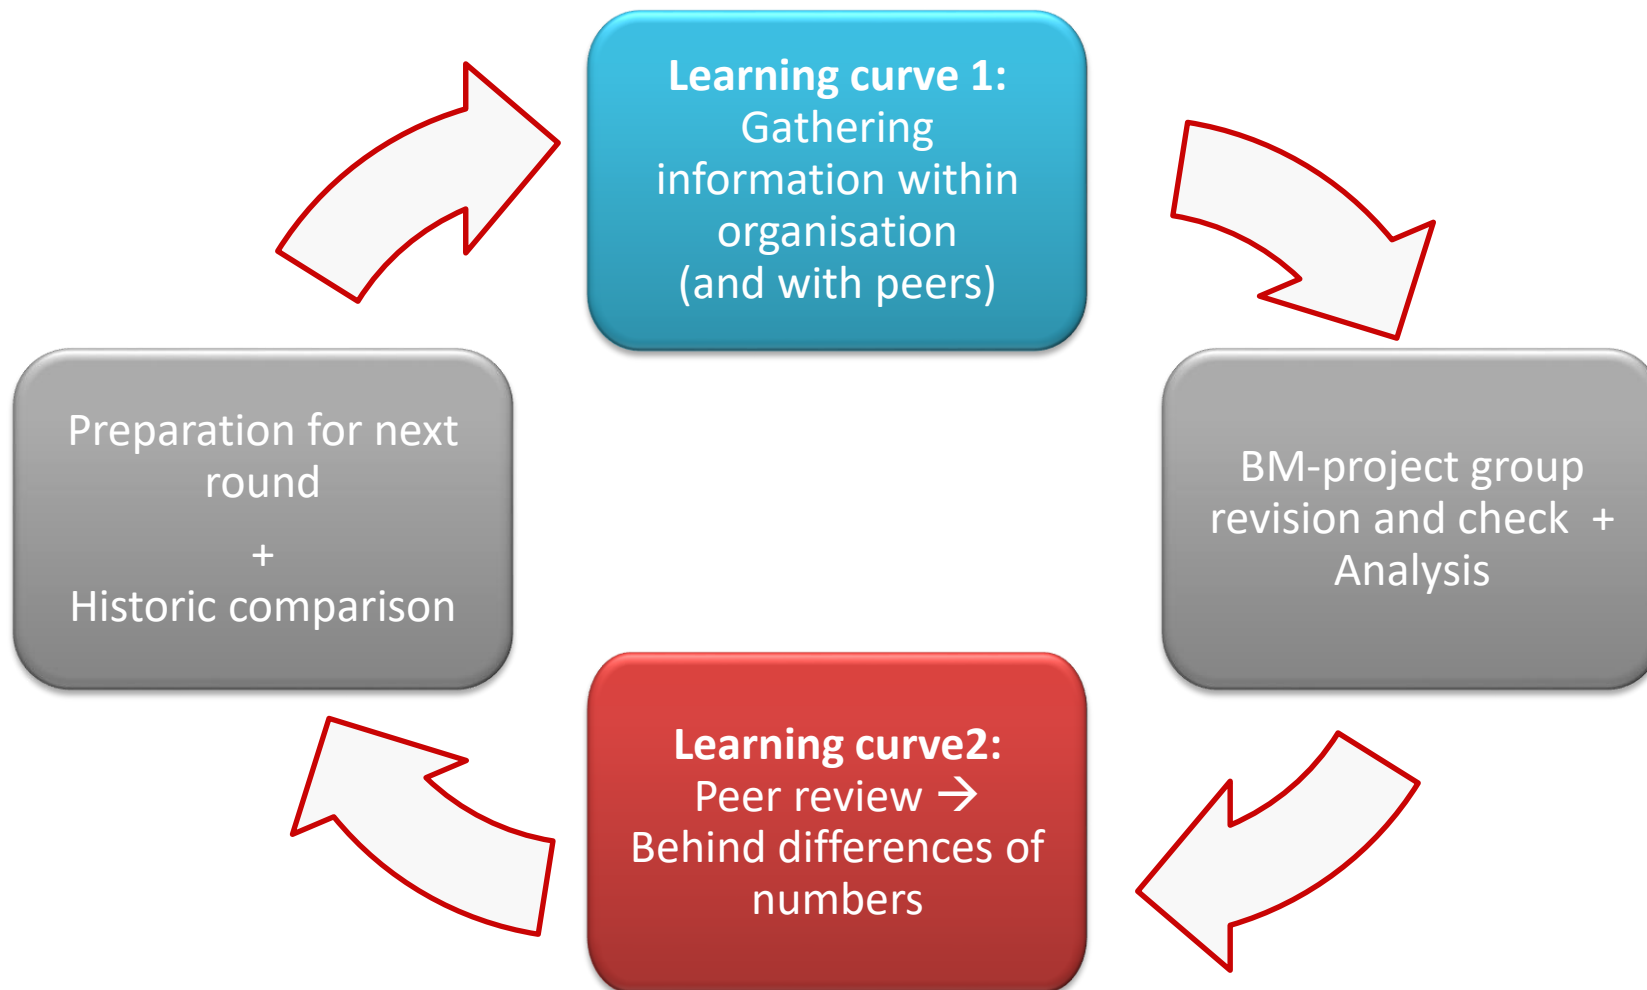 Learning curve 1:
Gathering
information within
organisation
(and with peers)
Preparation for next
round
+
Historic comparison
BM-project group
revision and check  +
Analysis
Learning curve2:
Peer review →
Behind differences of
numbers